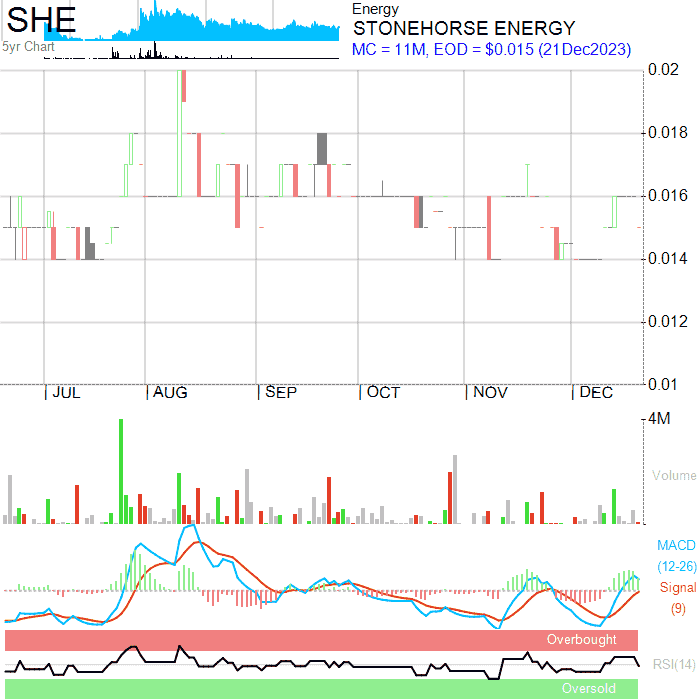 SHE
5yr Chart
Energy
STONEHORSE ENERGY
MC = 11M, EOD = $0.015 (21Dec2023)
0.02
0.018
0.016
0.014
0.012
0.01
JUL AUG SEP OCT NOV DEC
4M
Volume
MACD
(12-26)
Signal
(9)
Overbought
RSI(14)
Oversold